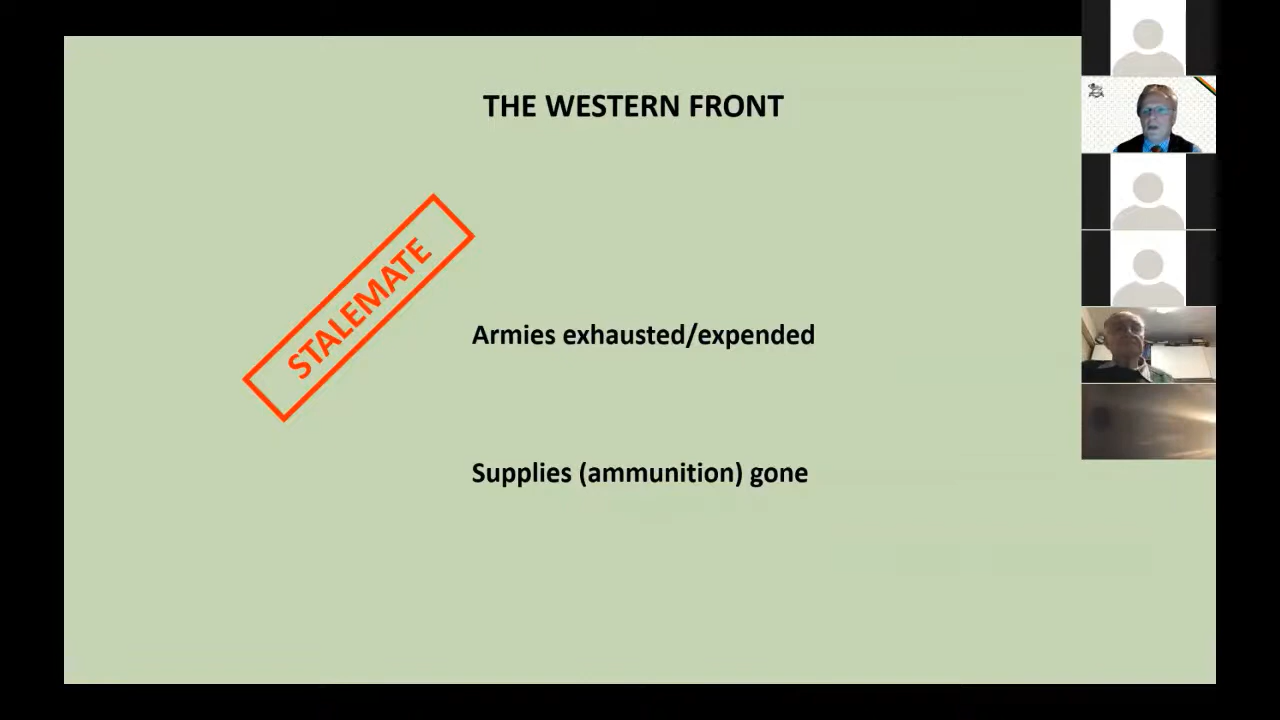 THE WESTERN FRONT
STALEMATE
Armies exhausted/expended
Supplies (ammunition) gone